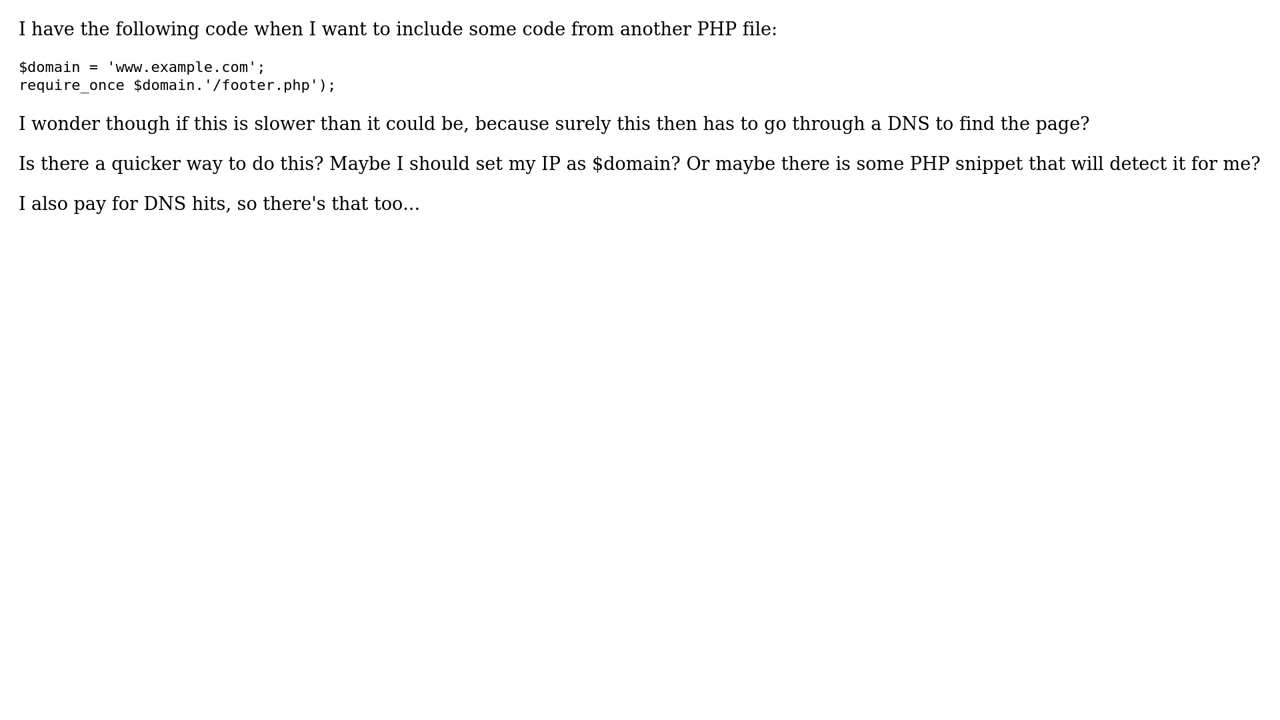 I have the following code when I want to include some code from another PHP file:
$domain = 'www.example.com';
require_once $domain.'/footer.php');
I wonder though if this is slower than it could be, because surely this then has to go through a DNS to find the page?
Is there a quicker way to do this? Maybe I should set my IP as $domain? Or maybe there is some PHP snippet that will detect it for me?
I also pay for DNS hits, so there's that too...